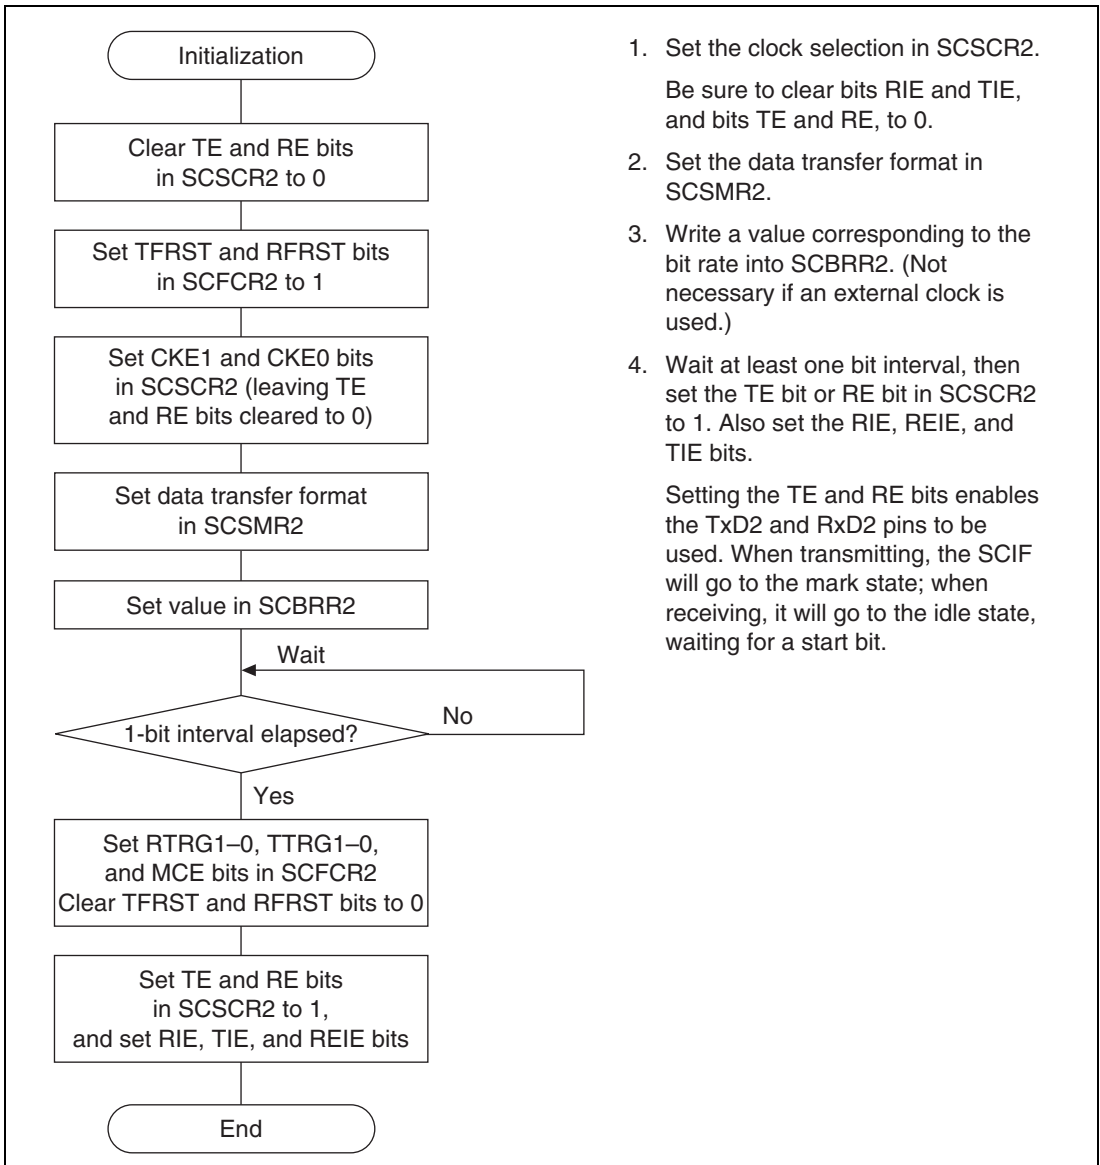 Initialization
Clear TE and RE bits
in SCSCR2 to 0
Set TFRST and RFRST bits
in SCFCR2 to 1
Set CKE1 and CKE0 bits
in SCSCR2 (leaving TE
and RE bits cleared to 0)
Set data transfer format
in SCSMR2
Set value in SCBRR2
Wait
1-bit interval elapsed?
No
Yes
Set RTRG1–0, TTRG1–0,
and MCE bits in SCFCR2
Clear TFRST and RFRST bits to 0
Set TE and RE bits
in SCSCR2 to 1,
and set RIE, TIE, and REIE bits
End
1. Set the clock selection in SCSCR2.
Be sure to clear bits RIE and TIE,
and bits TE and RE, to 0.
2. Set the data transfer format in
SCSMR2.
3. Write a value corresponding to the
bit rate into SCBRR2. (Not
necessary if an external clock is
used.)
4. Wait at least one bit interval, then
set the TE bit or RE bit in SCSCR2
to 1. Also set the RIE, REIE, and
TIE bits.
Setting the TE and RE bits enables
the TxD2 and RxD2 pins to be
used. When transmitting, the SCIF
will go to the mark state; when
receiving, it will go to the idle state,
waiting for a start bit.